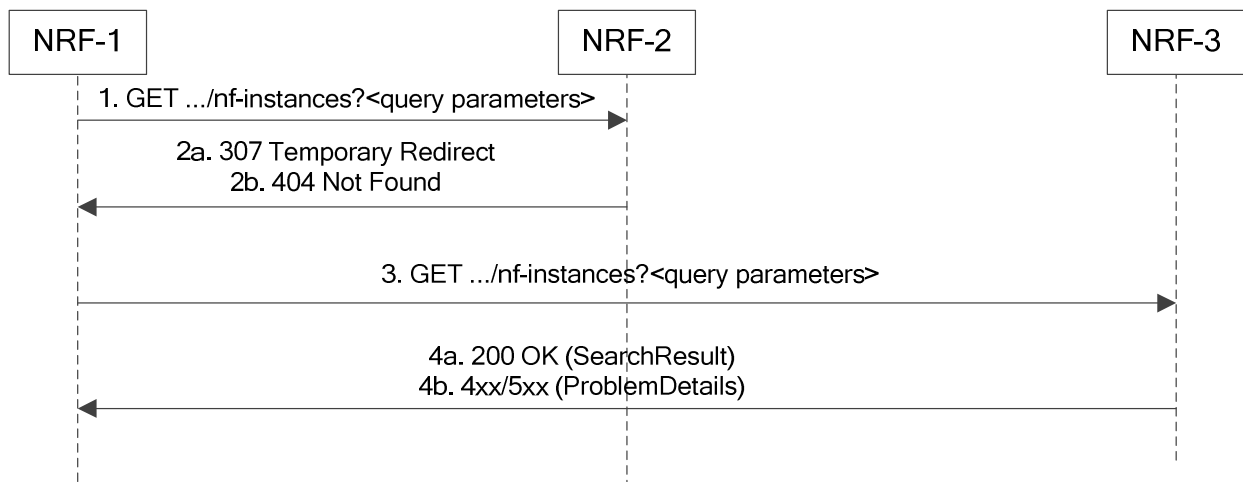 NRF-1
NRF-2
NRF-3
1. GET .../nf-instances?<query parameters>
2a. 307 Temporary Redirect
2b. 404 Not Found
3. GET .../nf-instances?<query parameters>
4a. 200 OK (SearchResult)
4b. 4xx/5xx (ProblemDetails)